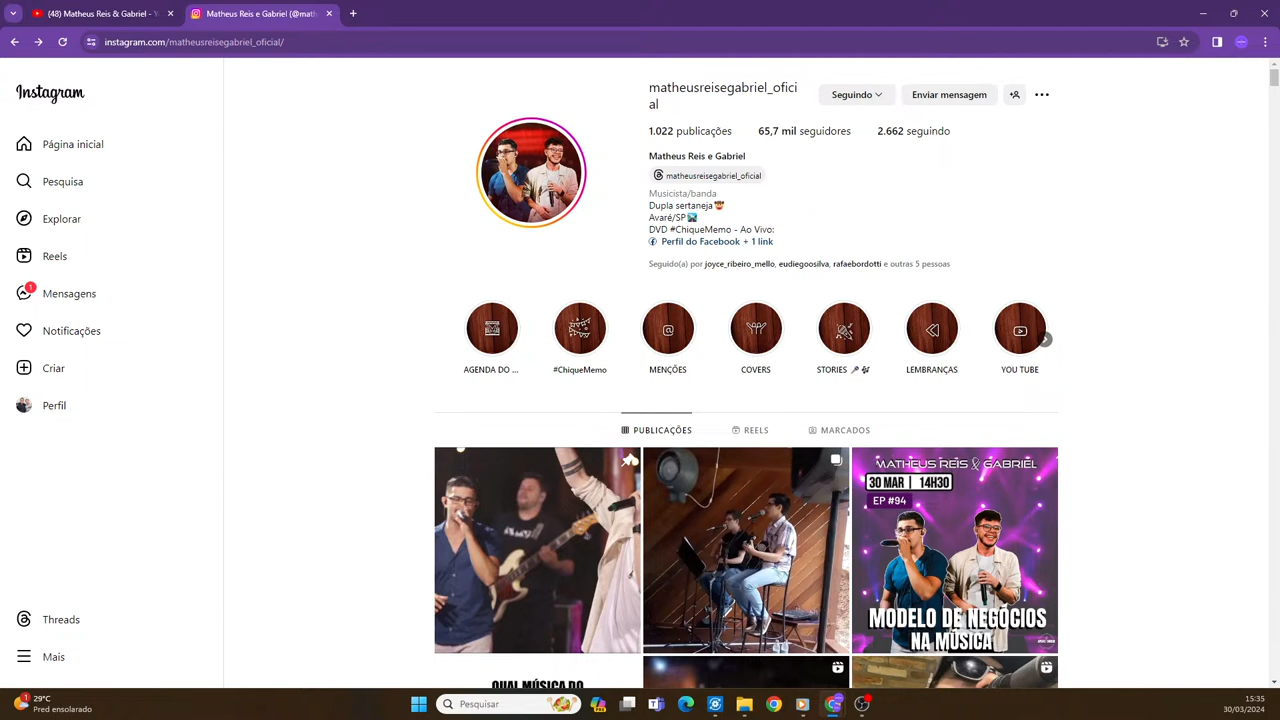 (48) Matheus Reis & Gabriel - Y
Matheus Reis e Gabriel (@math
instagram.com/matheusreisegabriel_oficial/
Instagram
Página inicial
Pesquisa
Explorar
Reels
1
Mensagens
Notificações
Criar
Perfil
Threads
Mais
matheusreisegabriel_ofici
al
Seguindo
Enviar mensagem
1.022 publicações
65,7 mil seguidores
2.662 seguindo
Matheus Reis e Gabriel
matheusreisegabriel_oficial
Musicista/banda
Dupla sertaneja🤠
Avaré/SP
DVD #ChiqueMemo - Ao Vivo:
Perfil do Facebook + 1 link
Seguido(a) por joyce_ribeiro_mello, eudiegoosilva, rafaebordotti e outras 5 pessoas
AGENDA DO ...
#ChiqueMemo
MENÇÕES
COVERS
STORIES 🎤 🎸
LEMBRANÇAS
YOU TUBE
PUBLICAÇÕES
REELS
MARCADOS
MATHEUS REIS & GABRIEL
30 MAR | 14H30
EP #94
MODELO DE NEGÓCIOS
NA MÚSICA
QUAL MÚSICA DO
1
29°C
Pred ensolarado
Pesquisar
15:35
30/03/2024